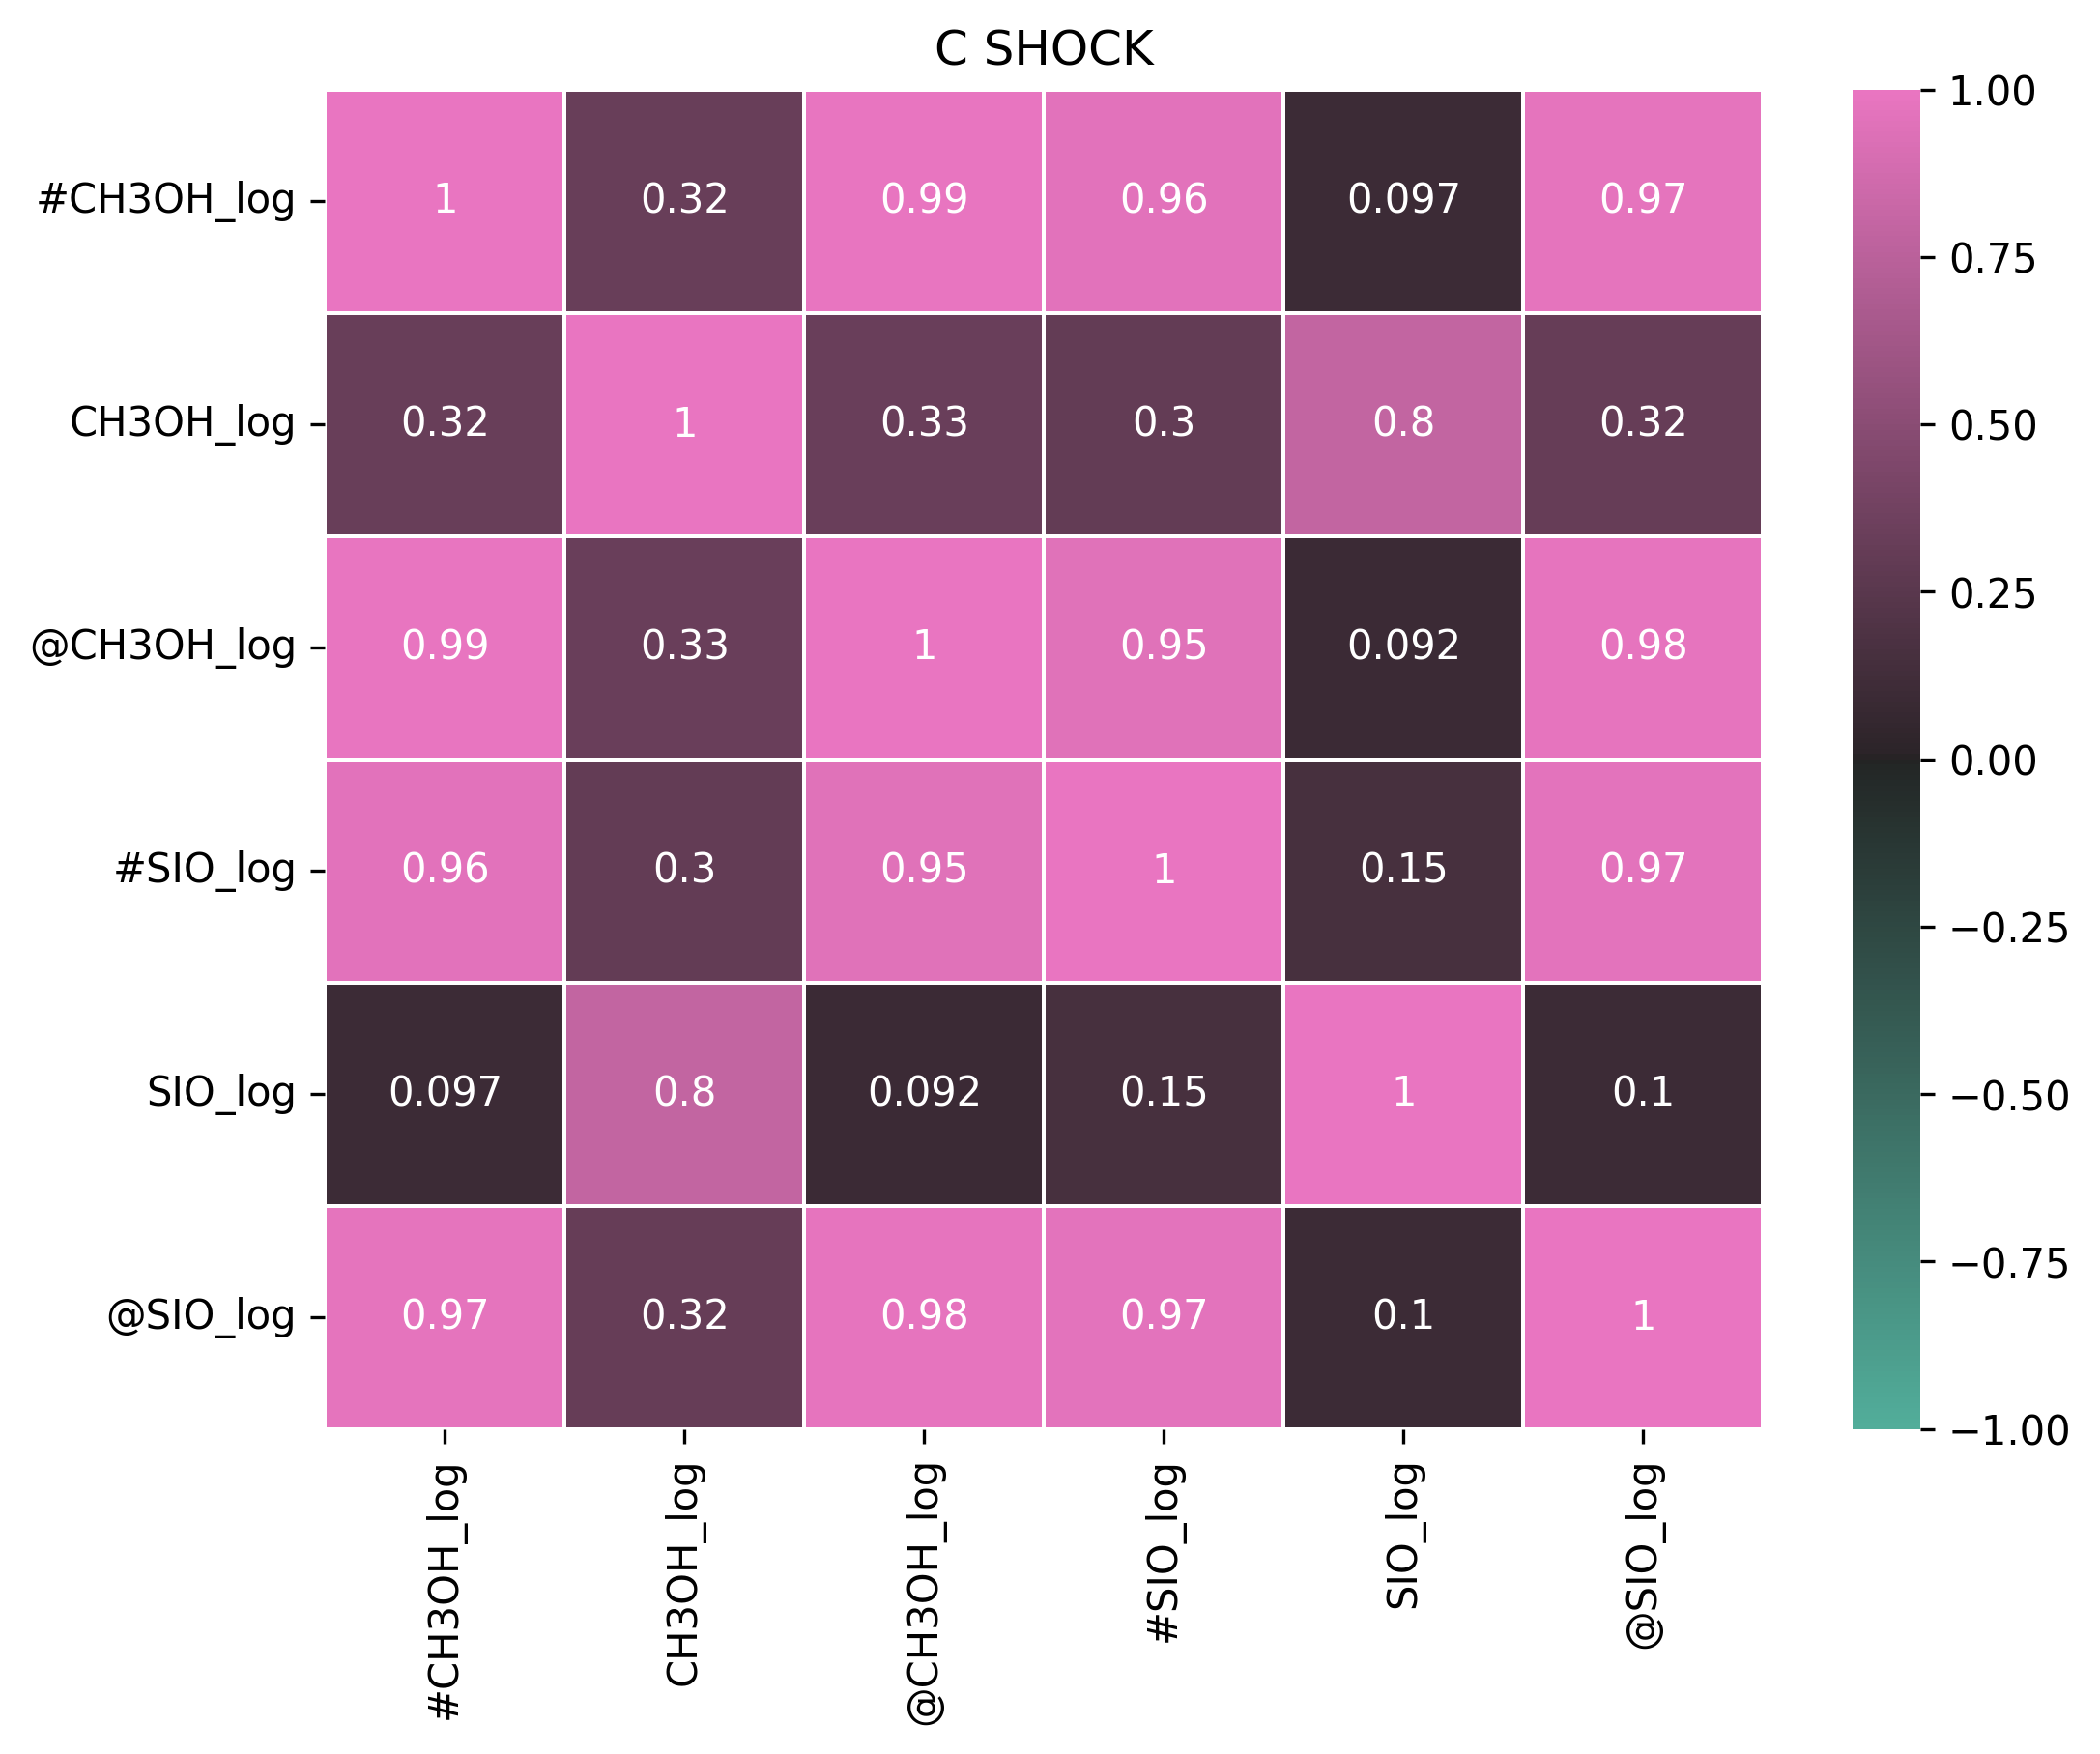 C SHOCK
#CH3OH_log 1 0.32 0.99 0.96 0.097 0.97
CH3OH_log 0.32 1 0.33 0.3 0.8 0.32
@CH3OH_log 0.99 0.33 1 0.95 0.092 0.98
#SIO_log 0.96 0.3 0.95 1 0.15 0.97
SIO_log 0.097 0.8 0.092 0.15 1 0.1
@SIO_log 0.97 0.32 0.98 0.97 0.1 1
#CH3OH_log
CH3OH_log
@CH3OH_log
#SIO_log
SIO_log
@SIO_log
1.00
0.75
0.50
0.25
0.00
−0.25
−0.50
−0.75
−1.00